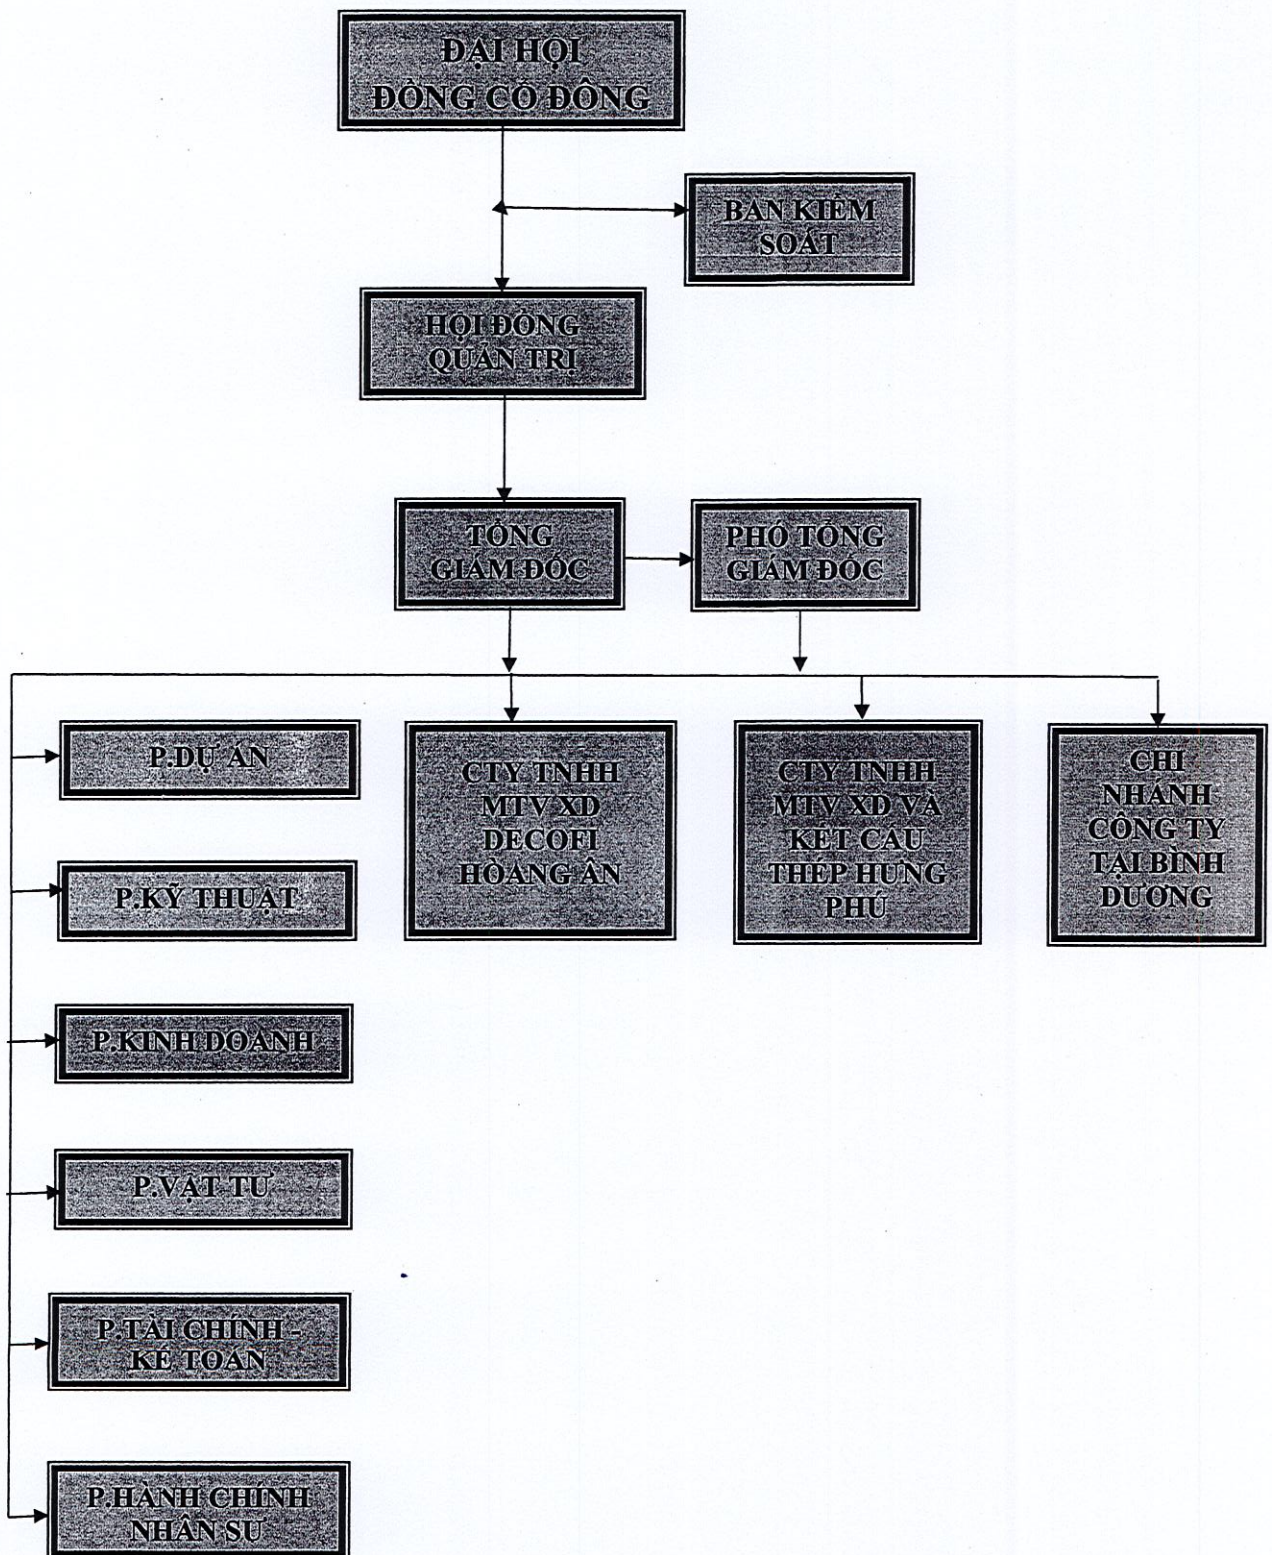 ĐẠI HỘI
ĐỒNG CỔ ĐÔNG
BAN KIỂM
SOÁT
HỘI ĐỒNG
QUẢN TRỊ
TỔNG
GIÁM ĐỐC
PHÓ TỔNG
GIÁM ĐỐC
P.DỰ ÁN
CTY TNHH
MTV XD
DECOFI
HOÀNG ÂN
CTY TNHH
MTV XD VÀ
KẾT CẤU
THÉP HƯNG
PHÚ
CHI
NHÁNH
CÔNG TY
TẠI BÌNH
DƯƠNG
P.KỸ THUẬT
P.KINH DOANH
P.VẬT TƯ
P.TÀI CHÍNH -
KẾ TOÁN
P.HÀNH CHÍNH
NHÂN SỰ